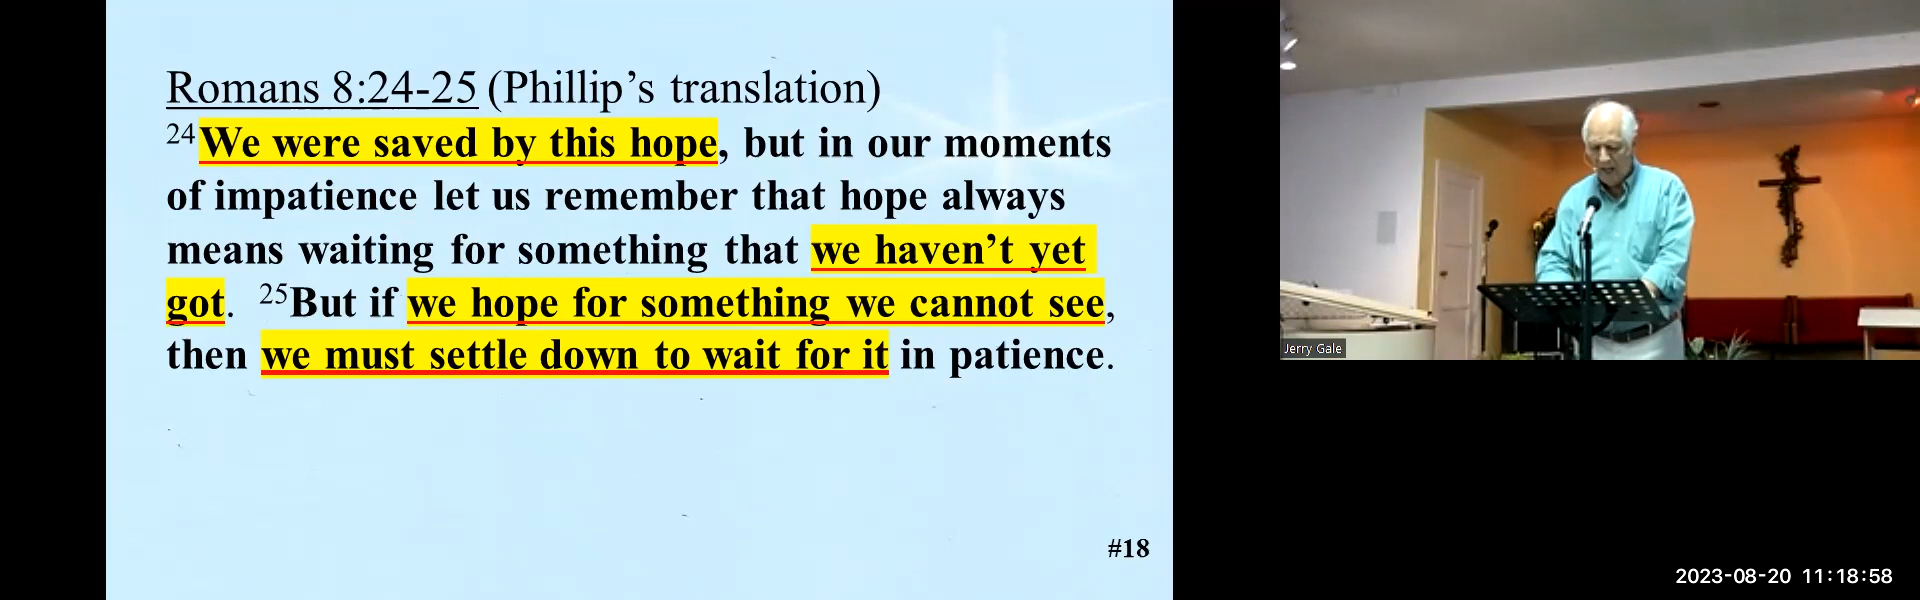 Romans 8:24-25 (Phillip’s translation)
24We were saved by this hope, but in our moments
of impatience let us remember that hope always
means waiting for something that we haven’t yet
got. 25But if we hope for something we cannot see,
then we must settle down to wait for it in patience.
#18
Jerry Gale
2023-08-20 11:18:58